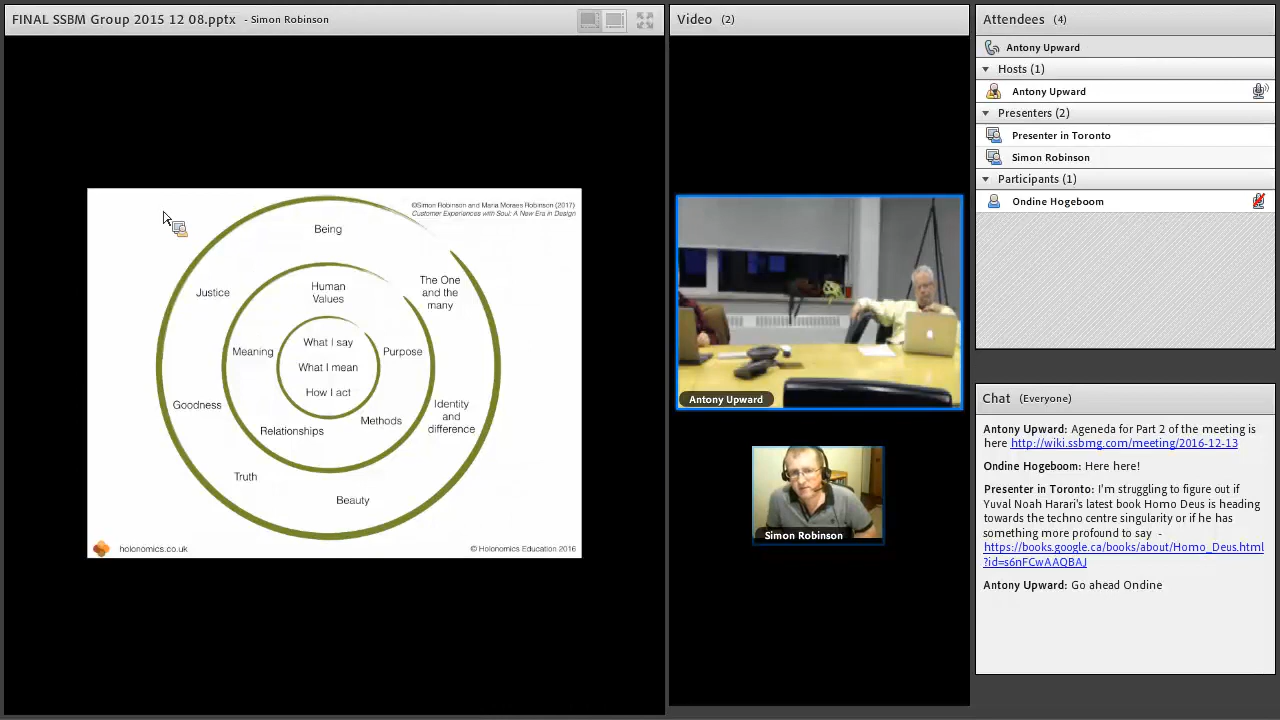 FINAL SSBM Group 2015 12 08.pptx - Simon Robinson
©Simon Robinson and Maria Moraes Robinson (2017)
Customer Experiences with Soul: A New Era in Design
Being
Justice
The One
and the
many
Human
Values
Meaning
What I say
What I mean
How I act
Purpose
Goodness
Identity
and
difference
Relationships
Methods
Truth
Beauty
holonomics.co.uk
© Holonomics Education 2016
Video (2)
Antony Upward
Simon Robinson
Attendees (4)
Antony Upward
Hosts (1)
Antony Upward
Presenters (2)
Presenter in Toronto
Simon Robinson
Participants (1)
Ondine Hogeboom
Chat (Everyone)
Antony Upward: Ageneda for Part 2 of the meeting is
here http://wiki.ssbmg.com/meeting/2016-12-13
Ondine Hogeboom: Here here!
Presenter in Toronto: I'm struggling to figure out if
Yuval Noah Harari's latest book Homo Deus is heading
towards the techno centre singularity or if he has
something more profound to say -
https://books.google.ca/books/about/Homo_Deus.html
?id=s6nFCwAAQBAJ
Antony Upward: Go ahead Ondine